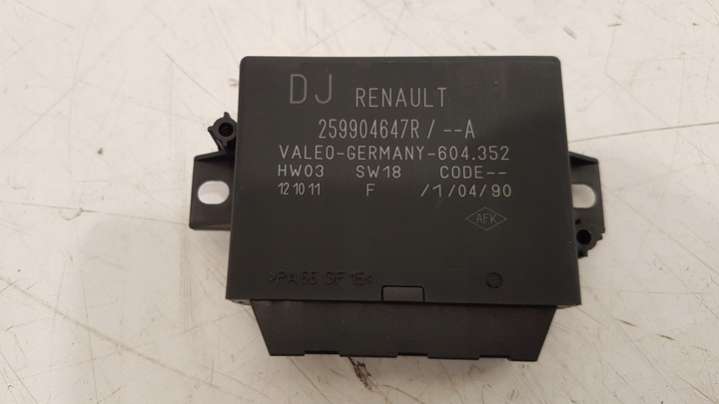 DJ RENAULT
259904647R / --A
VALEO-GERMANY-604.352
HW03 SW18 CODE--
12 10 11 F /1/04/90
AFK